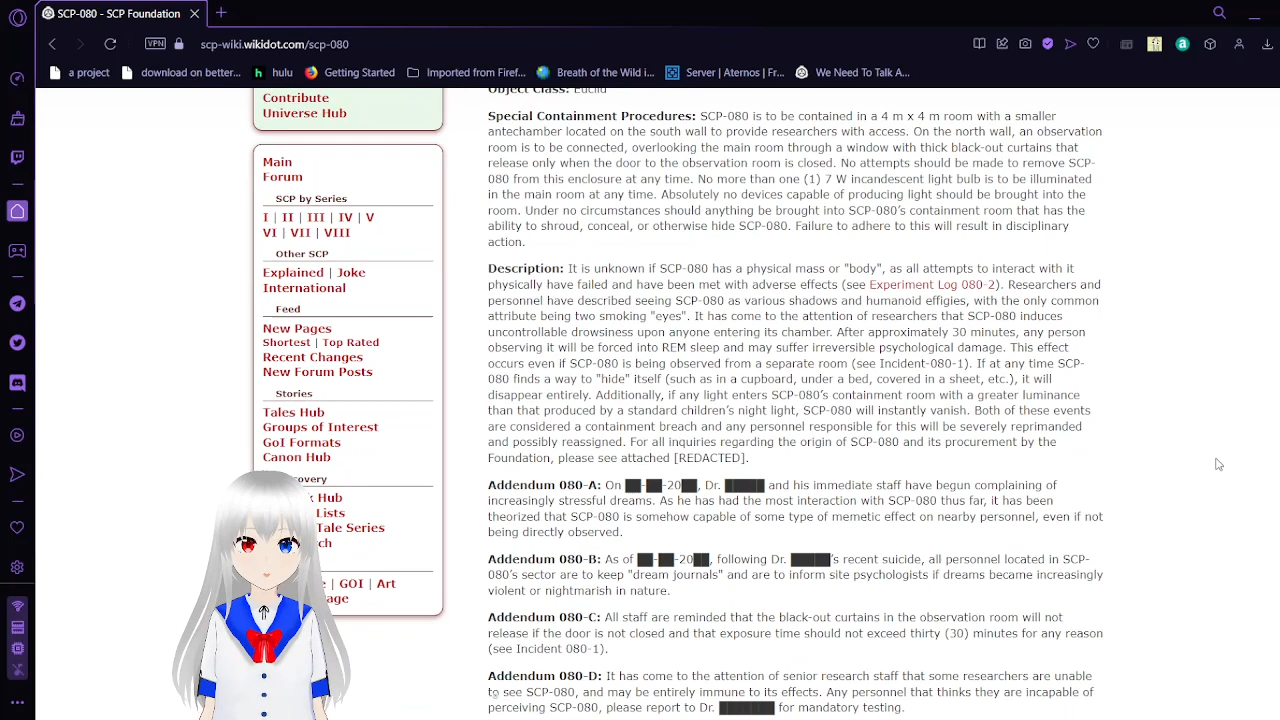 SCP-080 - SCP Foundation
VPN
scp-wiki.wikidot.com/scp-080
a project
download on better...
hulu
Getting Started
Imported from Firef...
Breath of the Wild i...
Server | Aternos | Fr...
We Need To Talk A...
Contribute
Universe Hub
Main
Forum
SCP by Series
I | II | III | IV | V
VI | VII | VIII
Other SCP
Explained | Joke
International
Feed
New Pages
Shortest | Top Rated
Recent Changes
New Forum Posts
Stories
Tales Hub
Groups of Interest
GoI Formats
Canon Hub
Hub
Lists
Tale Series
| GOI | Art
Object Class: Euclid
Special Containment Procedures: SCP-080 is to be contained in a 4 m x 4 m room with a smaller
antechamber located on the south wall to provide researchers with access. On the north wall, an observation
room is to be connected, overlooking the main room through a window with thick black-out curtains that
release only when the door to the observation room is closed. No attempts should be made to remove SCP-
080 from this enclosure at any time. No more than one (1) 7 W incandescent light bulb is to be illuminated
in the main room at any time. Absolutely no devices capable of producing light should be brought into the
room. Under no circumstances should anything be brought into SCP-080's containment room that has the
ability to shroud, conceal, or otherwise hide SCP-080. Failure to adhere to this will result in disciplinary
action.
Description: It is unknown if SCP-080 has a physical mass or "body", as all attempts to interact with it
physically have failed and have been met with adverse effects (see Experiment Log 080-2). Researchers and
personnel have described seeing SCP-080 as various shadows and humanoid effigies, with the only common
attribute being two smoking "eyes". It has come to the attention of researchers that SCP-080 induces
uncontrollable drowsiness upon anyone entering its chamber. After approximately 30 minutes, any person
observing it will be forced into REM sleep and may suffer irreversible psychological damage. This effect
occurs even if SCP-080 is being observed from a separate room (see Incident-080-1). If at any time SCP-
080 finds a way to "hide" itself (such as in a cupboard, under a bed, covered in a sheet, etc.), it will
disappear entirely. Additionally, if any light enters SCP-080's containment room with a greater luminance
than that produced by a standard children's night light, SCP-080 will instantly vanish. Both of these events
are considered a containment breach and any personnel responsible for this will be severely reprimanded
and possibly reassigned. For all inquiries regarding the origin of SCP-080 and its procurement by the
Foundation, please see attached [REDACTED].
Addendum 080-A: On ██-██-20██, Dr. █████ and his immediate staff have begun complaining of
increasingly stressful dreams. As he has had the most interaction with SCP-080 thus far, it has been
theorized that SCP-080 is somehow capable of some type of memetic effect on nearby personnel, even if not
being directly observed.
Addendum 080-B: As of ██-██-20██, following Dr. █████'s recent suicide, all personnel located in SCP-
080's sector are to keep "dream journals" and are to inform site psychologists if dreams became increasingly
violent or nightmarish in nature.
Addendum 080-C: All staff are reminded that the black-out curtains in the observation room will not
release if the door is not closed and that exposure time should not exceed thirty (30) minutes for any reason
(see Incident 080-1).
Addendum 080-D: It has come to the attention of senior research staff that some researchers are unable
to see SCP-080, and may be entirely immune to its effects. Any personnel that thinks they are incapable of
perceiving SCP-080, please report to Dr. ███████ for mandatory testing.